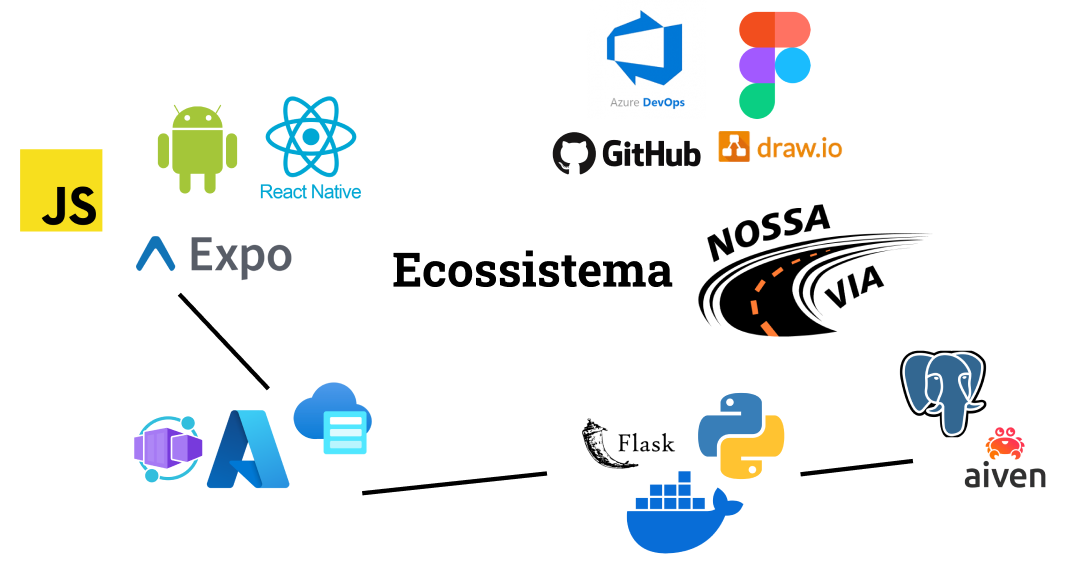 Azure DevOps
GitHub
draw.io
React Native
JS
Expo
Ecossistema
NOSSA
VIA
Flask
aiven